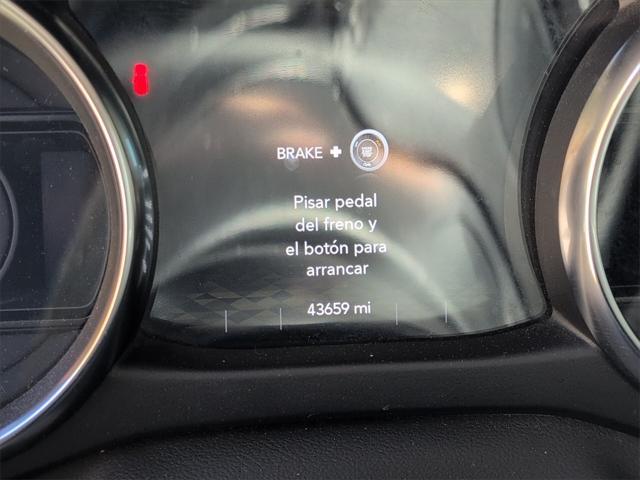 BRAKE +
Pisar pedal
del freno y
el botón para
arrancar
43659 mi